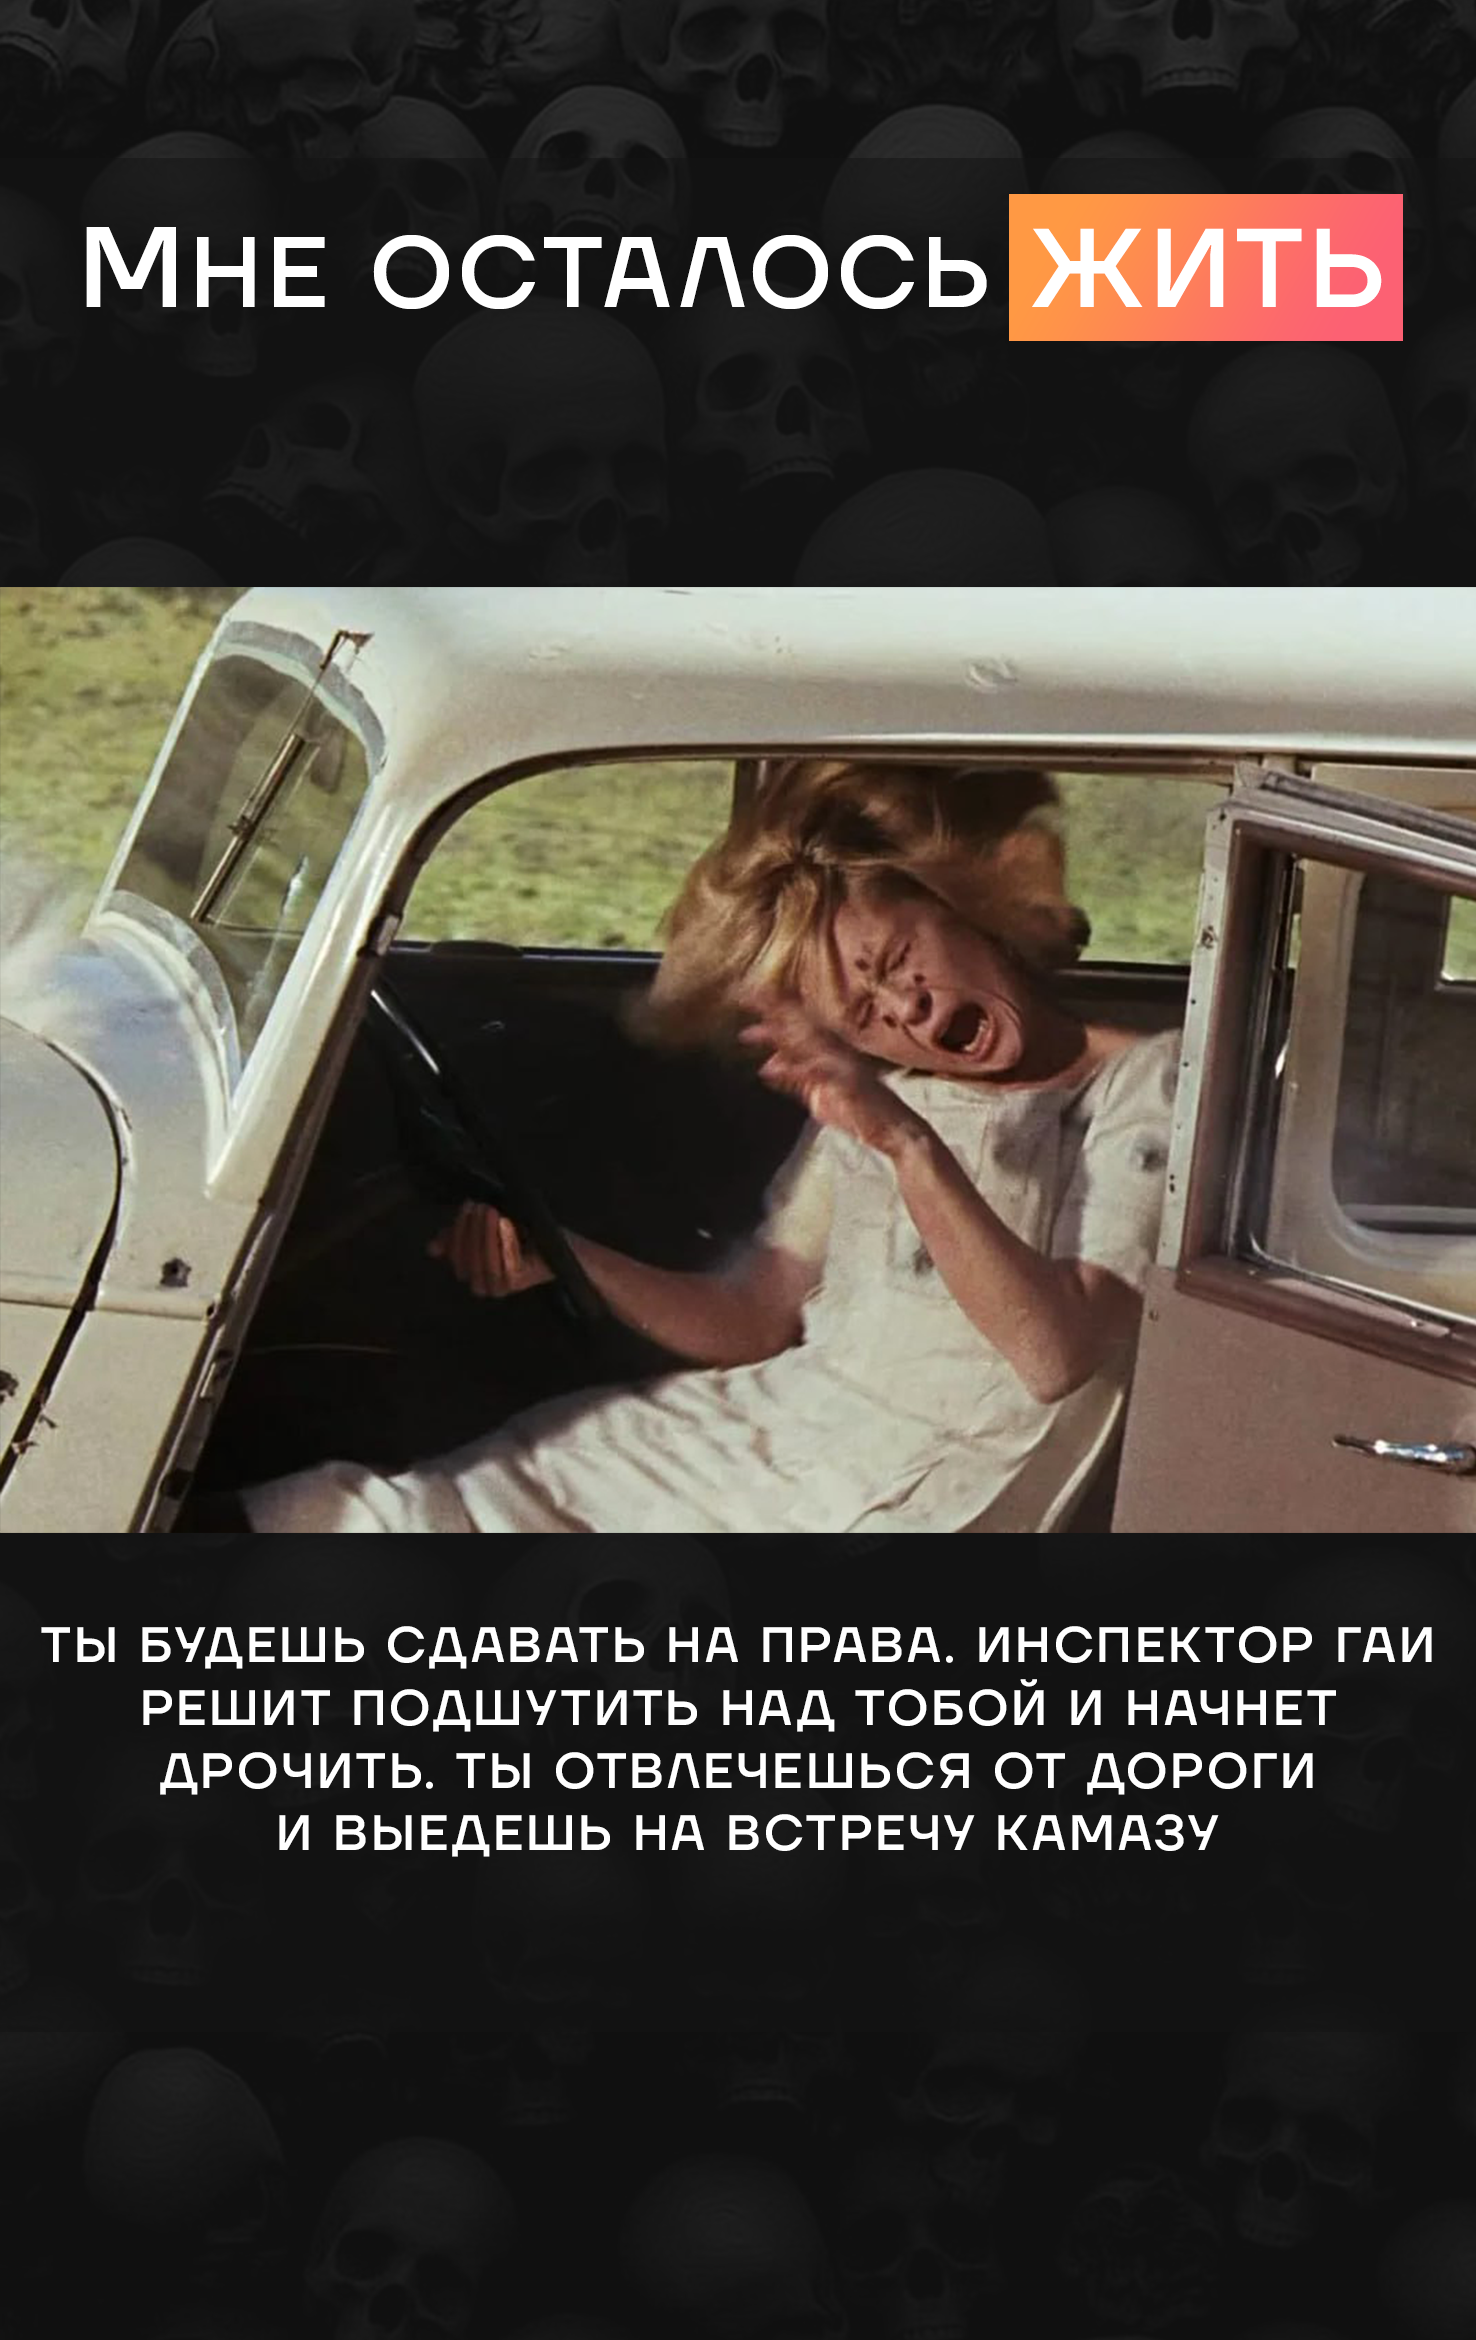 Мне осталось жить
ты будешь сдавать на права. инспектор ГАИ
решит подшутить над тобой и начнет
дрочить. ты отвлечешься от дороги
и выедешь на встречу камазу